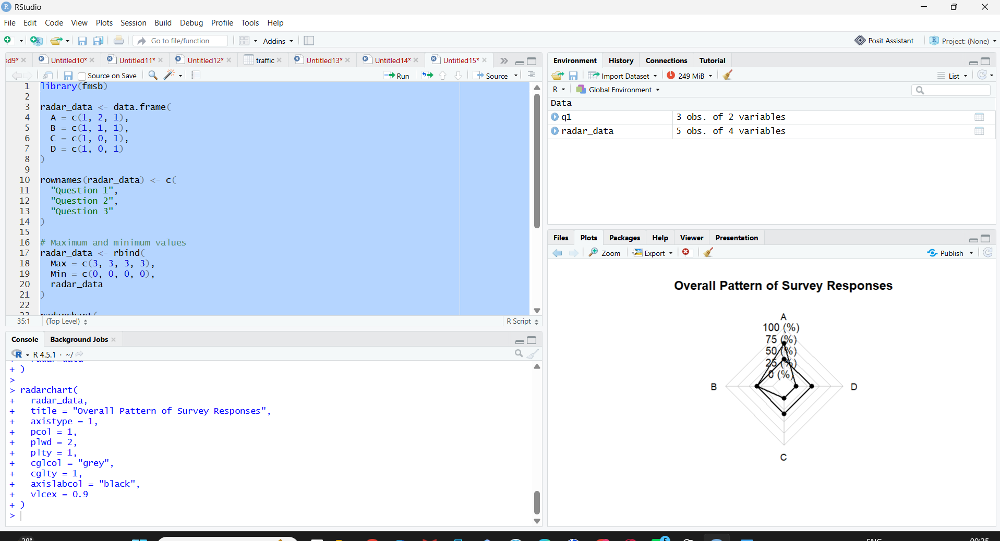 RStudio
File Edit Code View Plots Session Build Debug Profile Tools Help
Go to file/function Addins Posit Assistant Project: (None)
ed9* Untitled10* Untitled11* Untitled12* traffic Untitled13* Untitled14* Untitled15*
Source on Save Run Source
1 library(fmsb)
2
3 radar_data <- data.frame(
4 A = c(1, 2, 1),
5 B = c(1, 1, 1),
6 C = c(1, 0, 1),
7 D = c(1, 0, 1)
8 )
9
10 rownames(radar_data) <- c(
11 "Question 1",
12 "Question 2",
13 "Question 3"
14 )
15
16 # Maximum and minimum values
17 radar_data <- rbind(
18 Max = c(3, 3, 3, 3),
19 Min = c(0, 0, 0, 0),
20 radar_data
21 )
22
23 radarchart(
35:1 (Top Level) R Script
Console Background Jobs
R 4.5.1 · ~/
+ radar_data
+ )
>
> radarchart(
+ radar_data,
+ title = "Overall Pattern of Survey Responses",
+ axistype = 1,
+ pcol = 1,
+ plwd = 2,
+ plty = 1,
+ cglcol = "grey",
+ cglty = 1,
+ axislabcol = "black",
+ vlcex = 0.9
+ )
>
Environment History Connections Tutorial
Import Dataset 249 MiB List
R Global Environment
Data
q1 3 obs. of 2 variables
radar_data 5 obs. of 4 variables
Files Plots Packages Help Viewer Presentation
Zoom Export Publish
Overall Pattern of Survey Responses
A
100 (%)
75 (%)
50 (%)
25 (%)
0 (%)
B D
C
29°
5
ENG
09:25